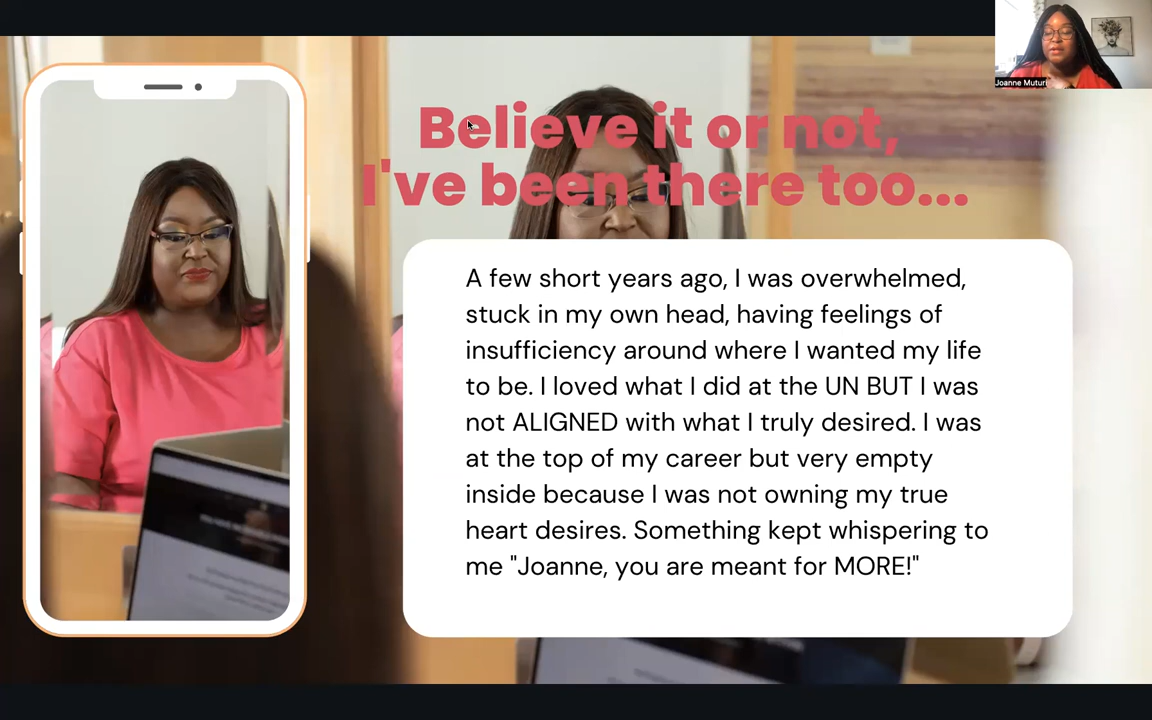 Joanne Muturi
Believe it or not,
I've been there too...
A few short years ago, I was overwhelmed,
stuck in my own head, having feelings of
insufficiency around where I wanted my life
to be. I loved what I did at the UN BUT I was
not ALIGNED with what I truly desired. I was
at the top of my career but very empty
inside because I was not owning my true
heart desires. Something kept whispering to
me "Joanne, you are meant for MORE!"